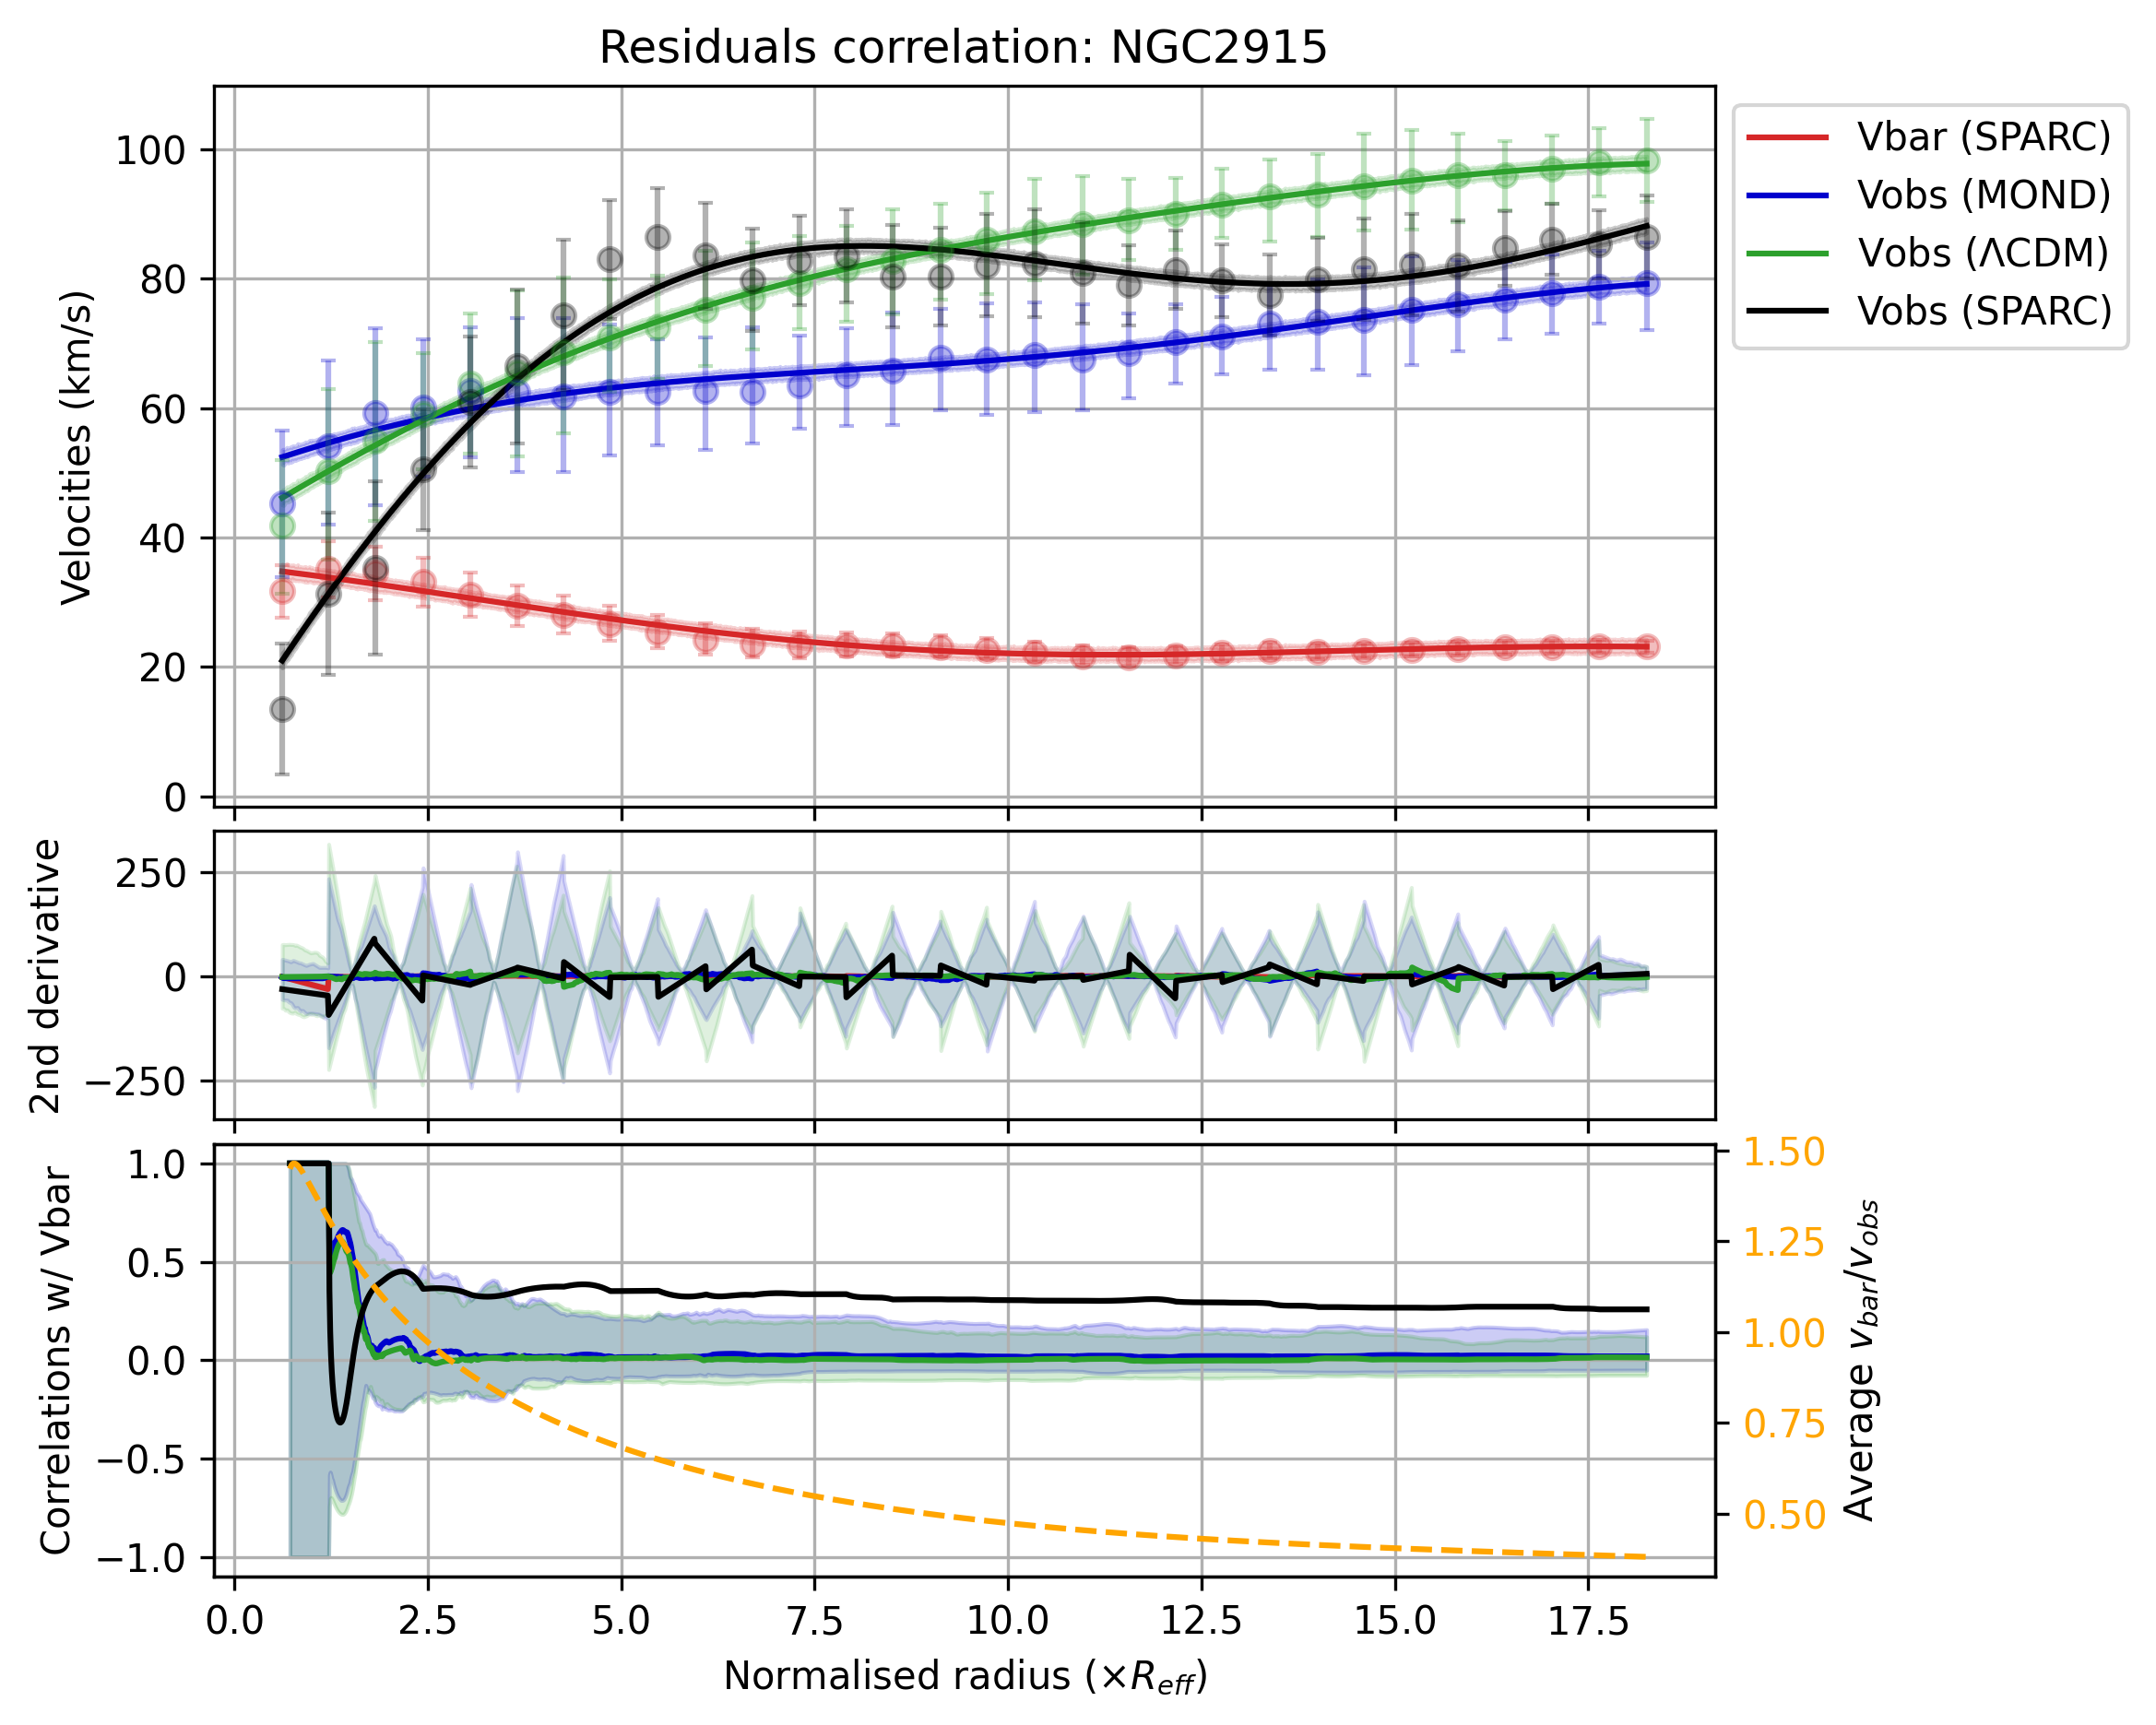 Residuals correlation: NGC2915
Velocities (km/s)
100
80
60
40
20
0
Vbar (SPARC)
Vobs (MOND)
Vobs (ΛCDM)
Vobs (SPARC)
2nd derivative
250
0
−250
Correlations w/ Vbar
1.0
0.5
0.0
−0.5
−1.0
1.50
1.25
1.00
0.75
0.50
Average v_bar/v_obs
0.0 2.5 5.0 7.5 10.0 12.5 15.0 17.5
Normalised radius (×R_eff)